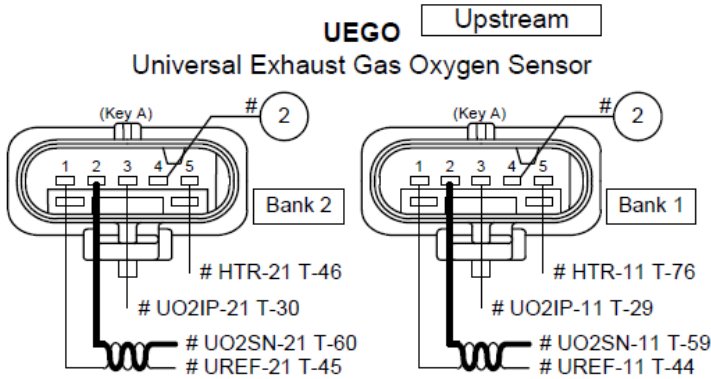 UEGO Upstream
Universal Exhaust Gas Oxygen Sensor
(Key A) # 2
1 2 3 4 5
Bank 2
# HTR-21 T-46
# UO2IP-21 T-30
# UO2SN-21 T-60
# UREF-21 T-45
(Key A) # 2
1 2 3 4 5
Bank 1
# HTR-11 T-76
# UO2IP-11 T-29
# UO2SN-11 T-59
# UREF-11 T-44